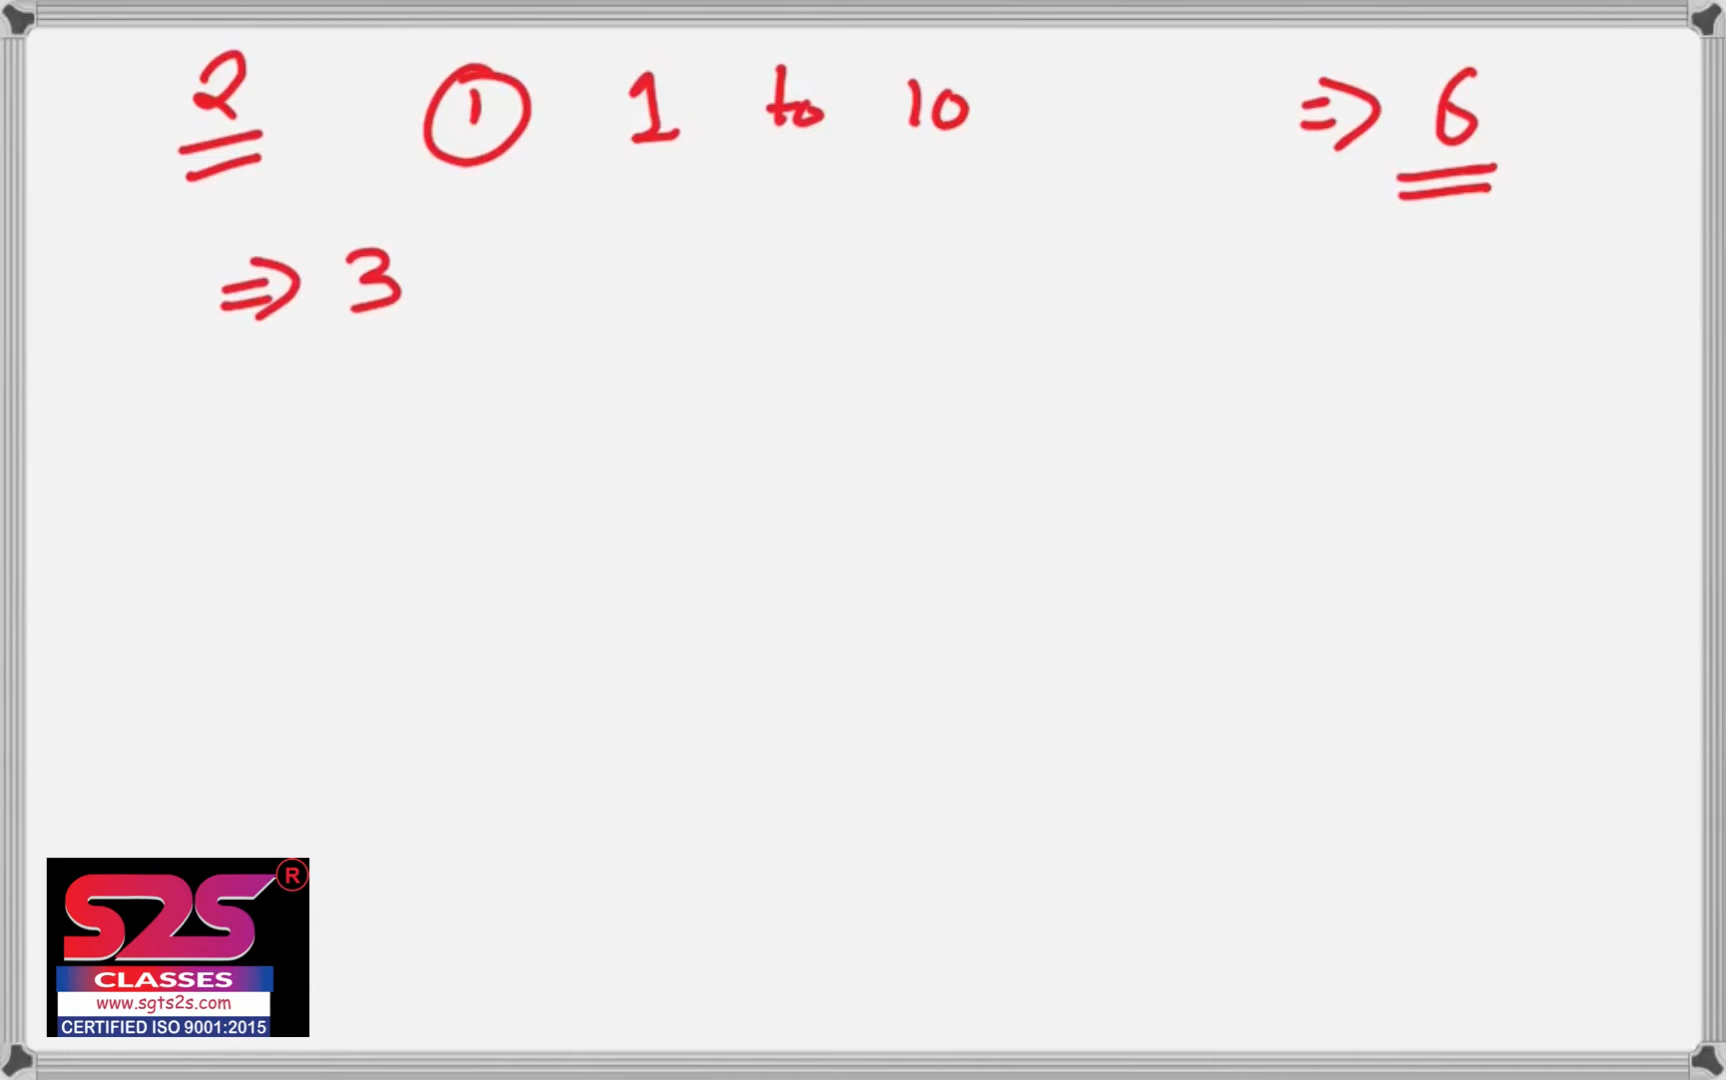 2 ① 1 to 10 => 6
=> 3
S2S ®
CLASSES
www.sgts2s.com
CERTIFIED ISO 9001:2015